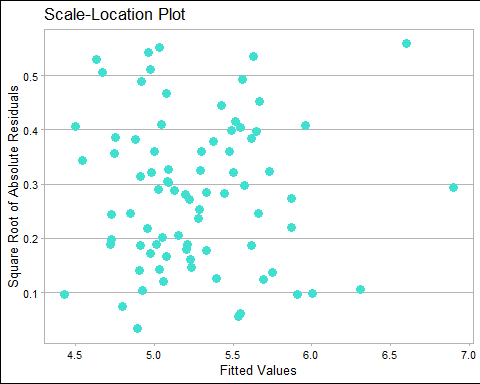 Scale-Location Plot
Square Root of Absolute Residuals
0.5
0.4
0.3
0.2
0.1
4.5 5.0 5.5 6.0 6.5 7.0
Fitted Values